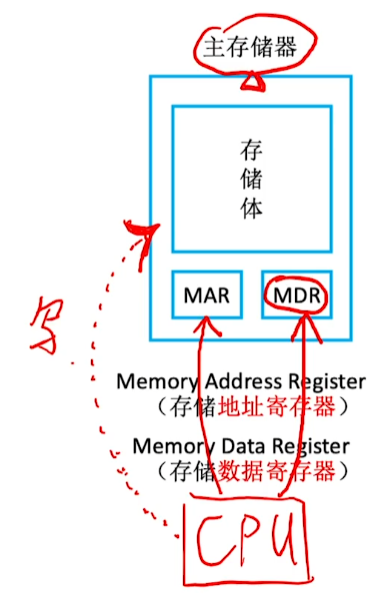 主存储器
存
储
体
MAR
MDR
写
Memory Address Register
（存储地址寄存器）
Memory Data Register
（存储数据寄存器）
CPU